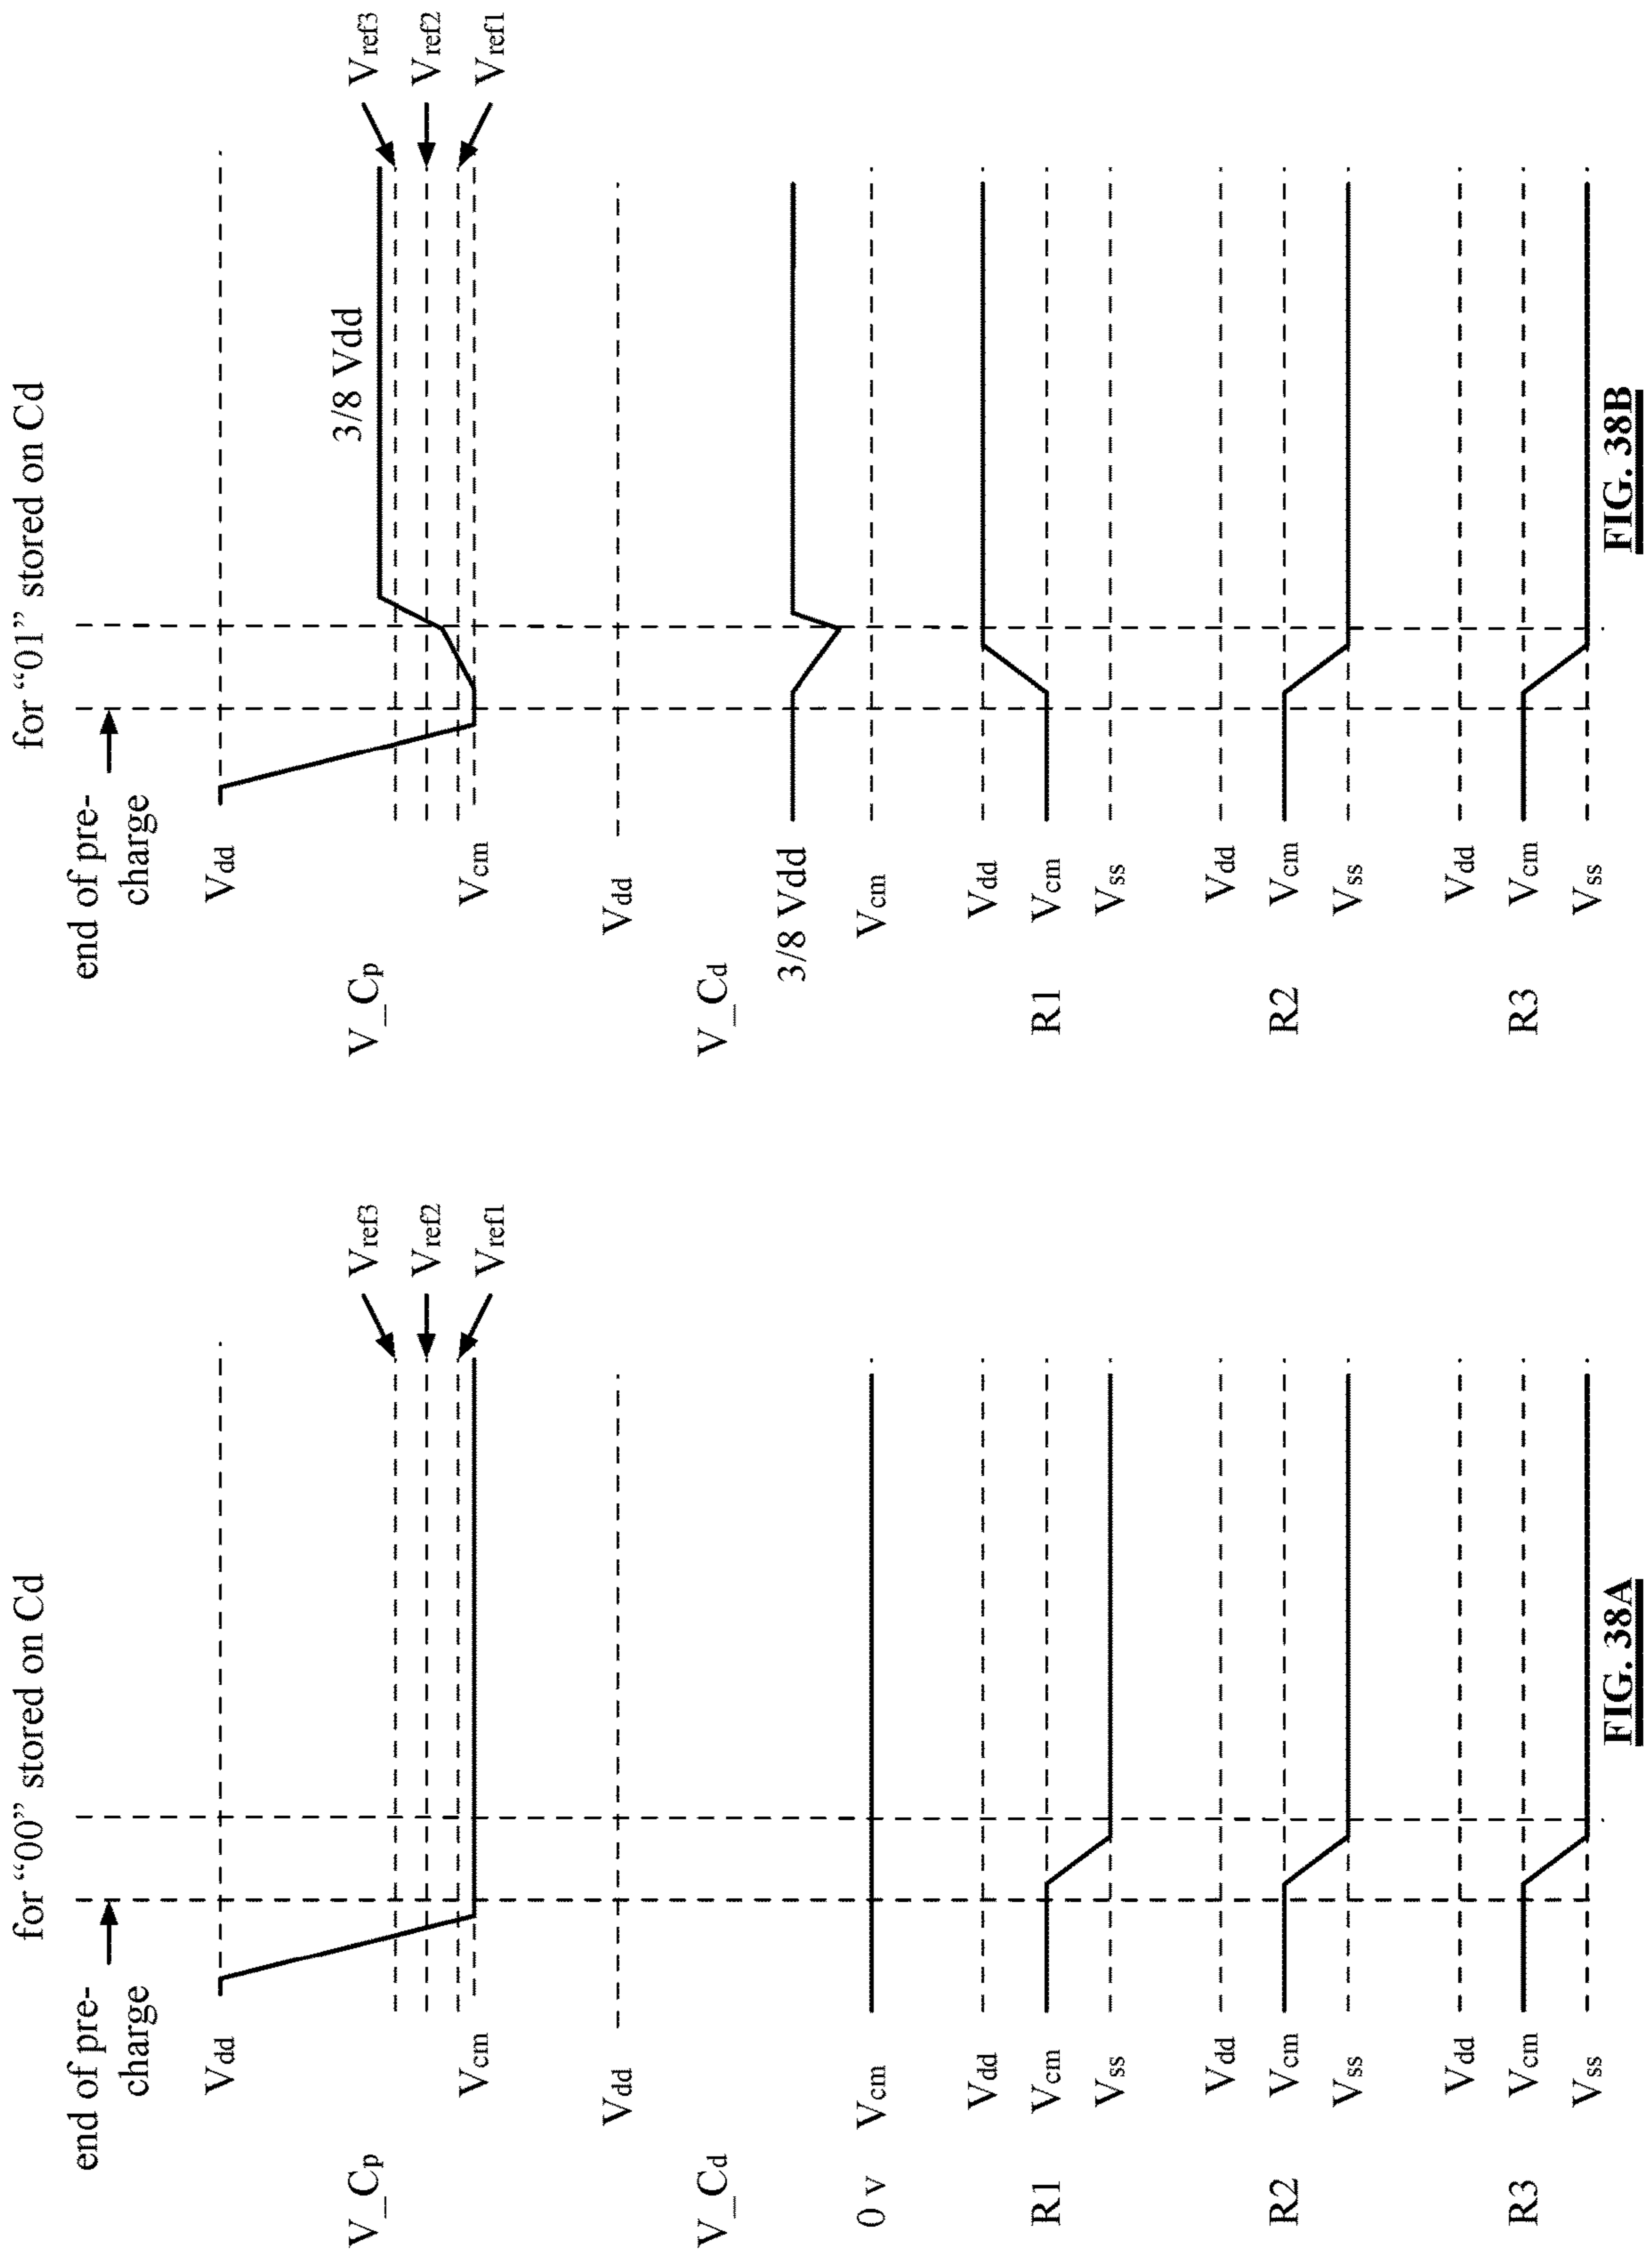 for “00” stored on Cd
end of pre-
charge
Vdd
V_Cp
Vcm
Vref3
Vref2
Vref1
Vdd
V_Cd
0 v
Vcm
Vdd
R1
Vcm
Vss
Vdd
R2
Vcm
Vss
Vdd
R3
Vcm
Vss
FIG. 38A
for “01” stored on Cd
end of pre-
charge
Vdd
3/8 Vdd
V_Cp
Vcm
Vref3
Vref2
Vref1
Vdd
V_Cd
3/8 Vdd
Vcm
Vdd
R1
Vcm
Vss
Vdd
R2
Vcm
Vss
Vdd
R3
Vcm
Vss
FIG. 38B